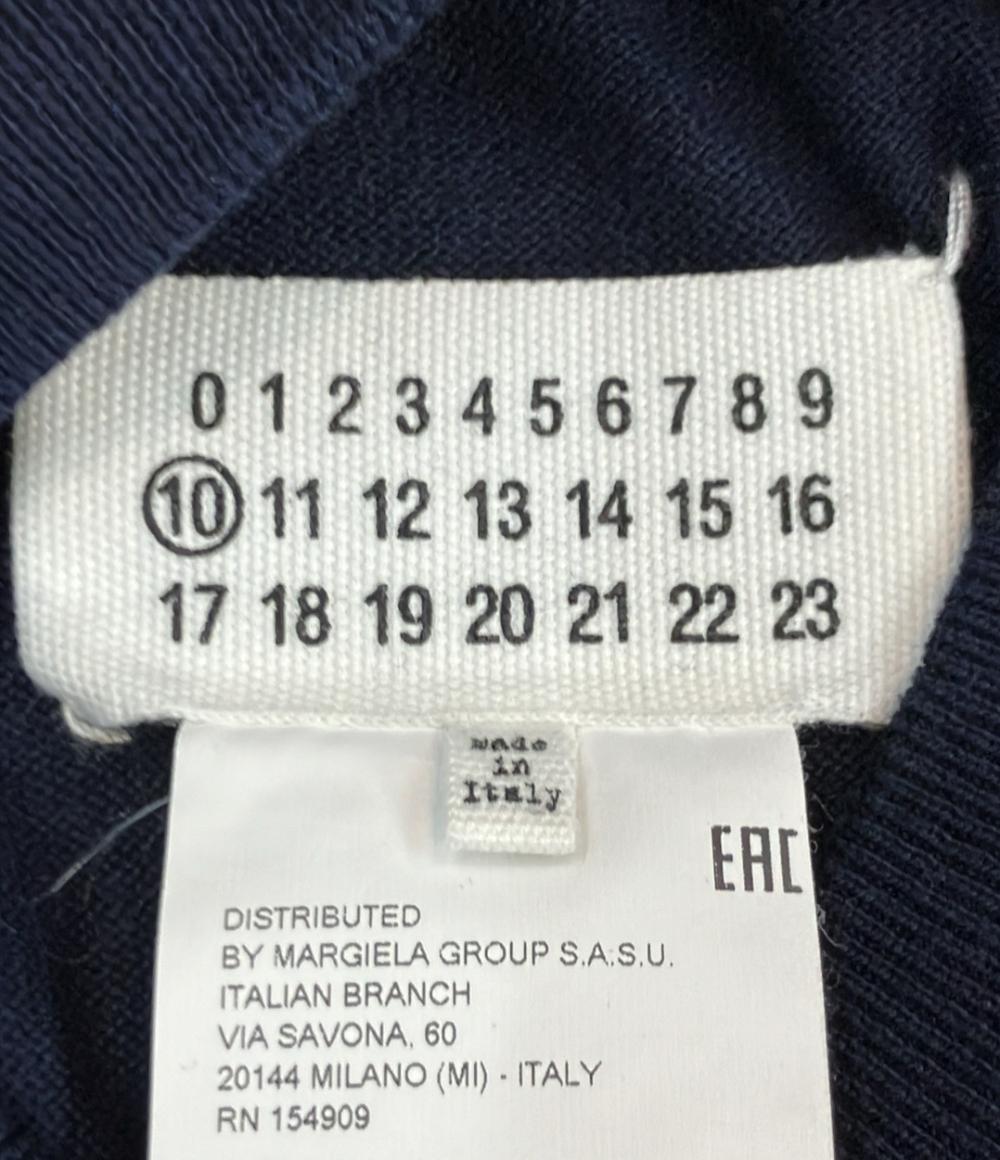 0 1 2 3 4 5 6 7 8 9
10 11 12 13 14 15 16
17 18 19 20 21 22 23
made
in
Italy
EAC
DISTRIBUTED
BY MARGIELA GROUP S.A.S.U.
ITALIAN BRANCH
VIA SAVONA, 60
20144 MILANO (MI) - ITALY
RN 154909